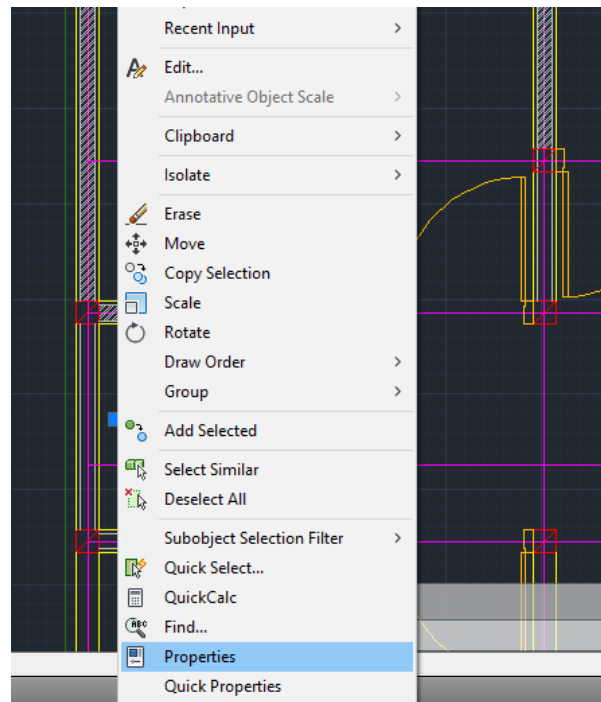 Recent Input
Edit...
Annotative Object Scale
Clipboard
Isolate
Erase
Move
Copy Selection
Scale
Rotate
Draw Order
Group
Add Selected
Select Similar
Deselect All
Subobject Selection Filter
Quick Select...
QuickCalc
Find...
Properties
Quick Properties